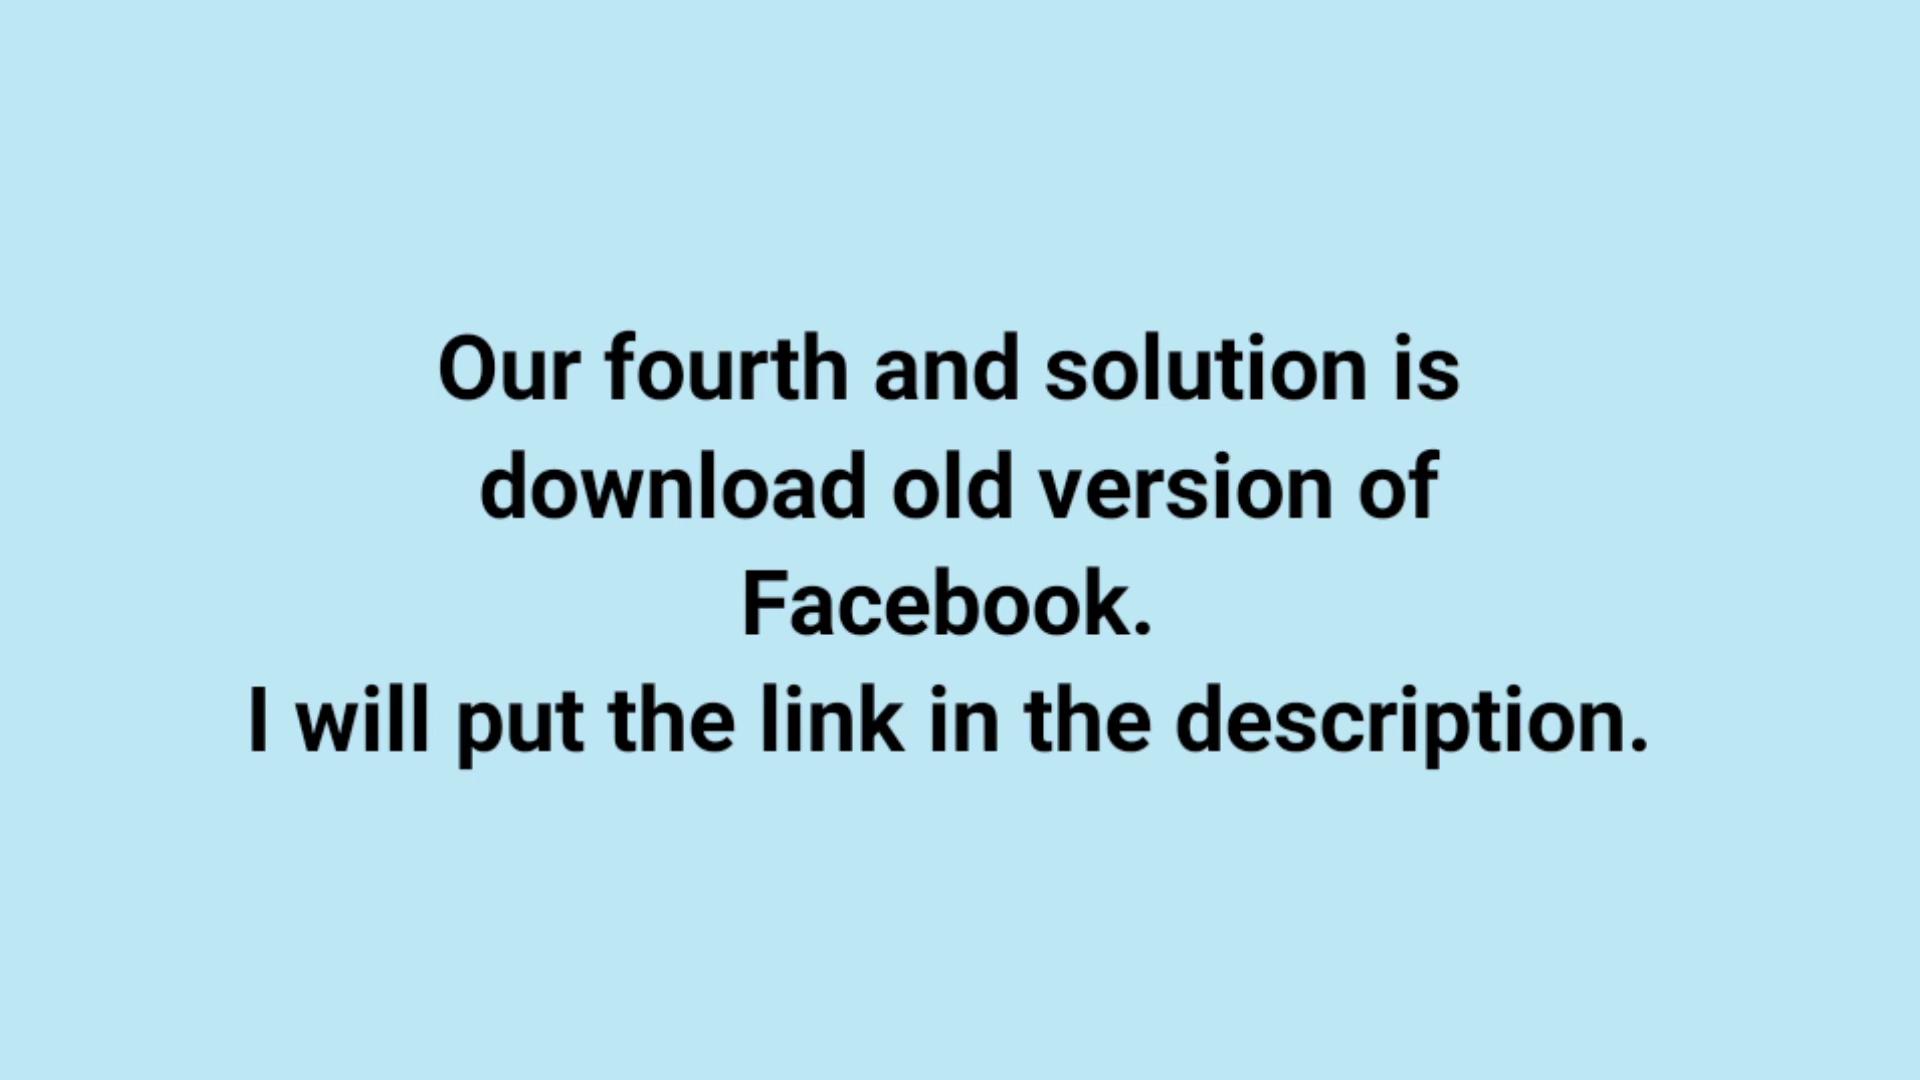 Our fourth and solution is
download old version of
Facebook.
I will put the link in the description.